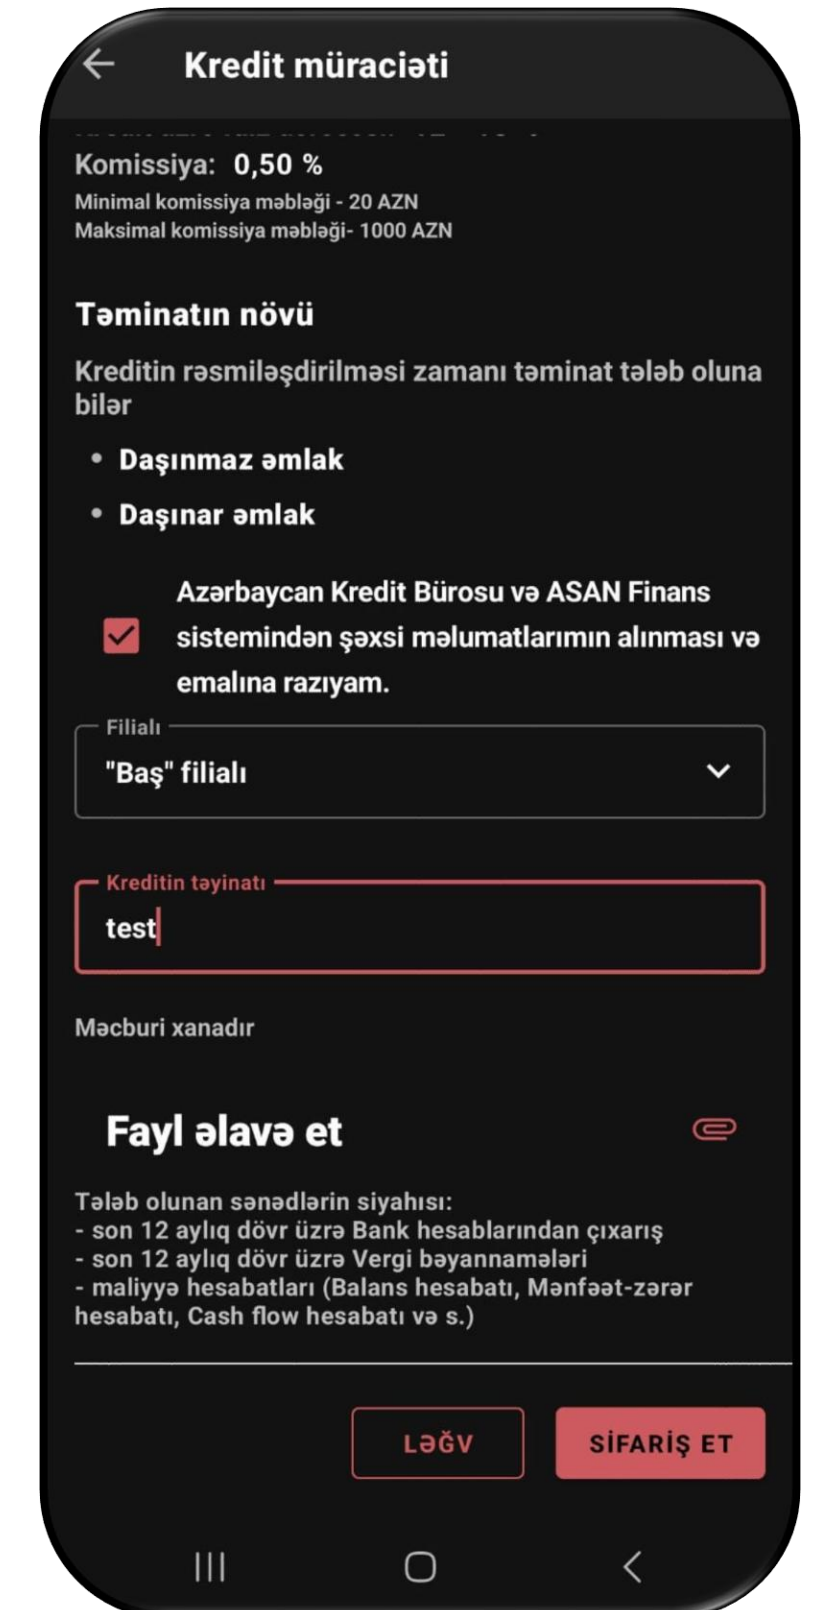 Kredit müraciəti
Komissiya: 0,50 %
Minimal komissiya məbləği - 20 AZN
Maksimal komissiya məbləği- 1000 AZN
Təminatın növü
Kreditin rəsmiləşdirilməsi zamanı təminat tələb oluna
bilər
• Daşınmaz əmlak
• Daşınar əmlak
Azərbaycan Kredit Bürosu və ASAN Finans
sistemindən şəxsi məlumatlarımın alınması və
emalına razıyam.
Filialı
"Baş" filialı
Kreditin təyinatı
test
Məcburi xanadır
Fayl əlavə et
Tələb olunan sənədlərin siyahısı:
- son 12 aylıq dövr üzrə Bank hesablarından çıxarış
- son 12 aylıq dövr üzrə Vergi bəyannamələri
- maliyyə hesabatları (Balans hesabatı, Mənfəət-zərər
hesabatı, Cash flow hesabatı və s.)
LƏĞV
SİFARİŞ ET